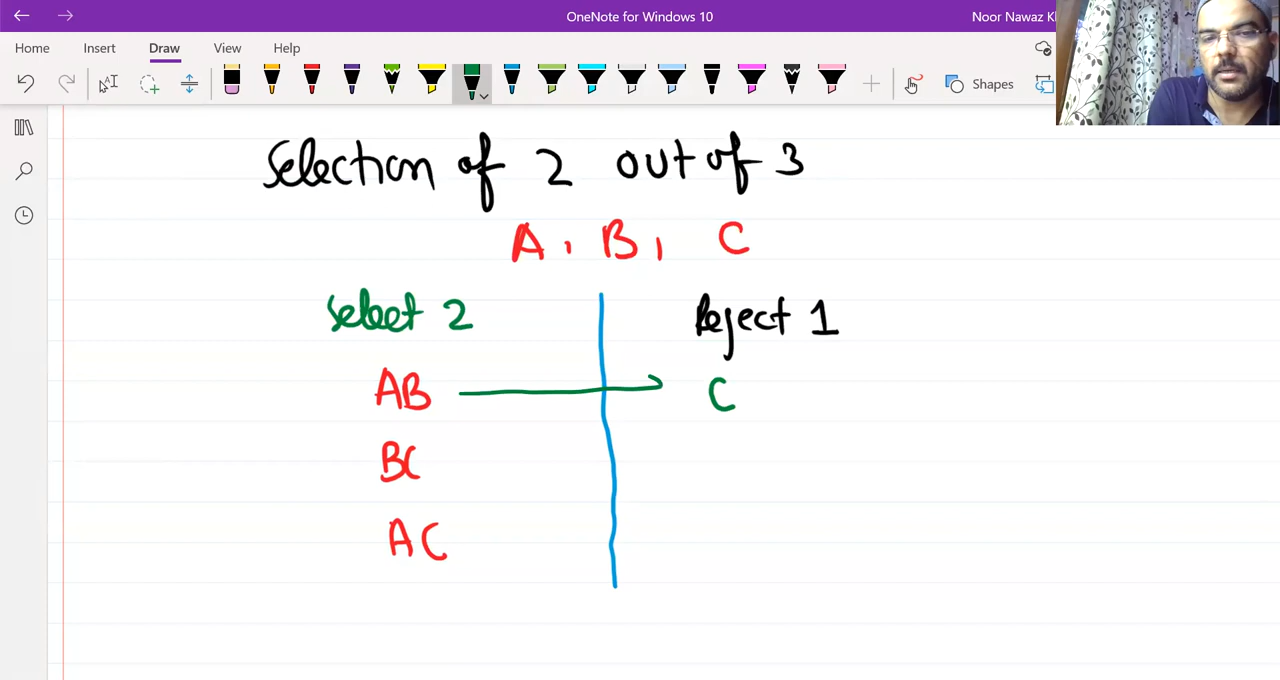 OneNote for Windows 10
Noor Nawaz Kh
Home Insert Draw View Help
Shapes
Selection of 2 out of 3
A, B, C
Select 2 Reject 1
AB C
BC
AC